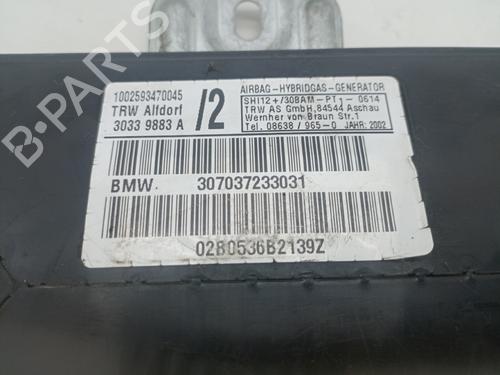 1002593470045
TRW Alldorf
3033 9883 A
/2
AIRBAG-HYBRIDGAS-GENERATOR
SHI12+/30BAM-PT1-0614
TRW AS GmbH,84544 Aschau
Wernher von Braun Str.1
Tel.08638/965-0 JAHR:2002
BMW. 307037233031
02B0536B2139Z
B-PARTS